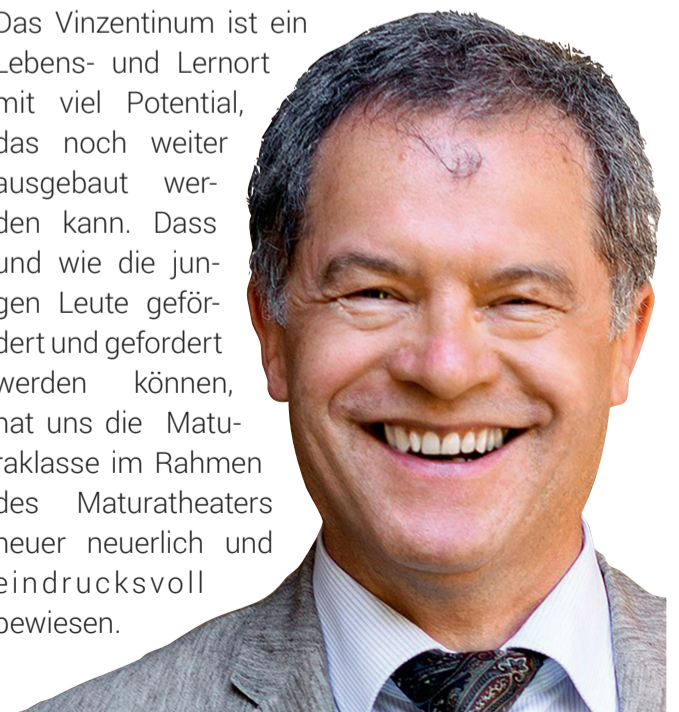 Das Vinzentinum ist ein
Lebens- und Lernort
mit viel Potential,
das noch weiter
ausgebaut wer-
den kann. Dass
und wie die jun-
gen Leute geför-
dert und gefordert
werden können,
hat uns die Matu-
raklasse im Rahmen
des Maturatheaters
heuer neuerlich und
eindrucksvoll
bewiesen.